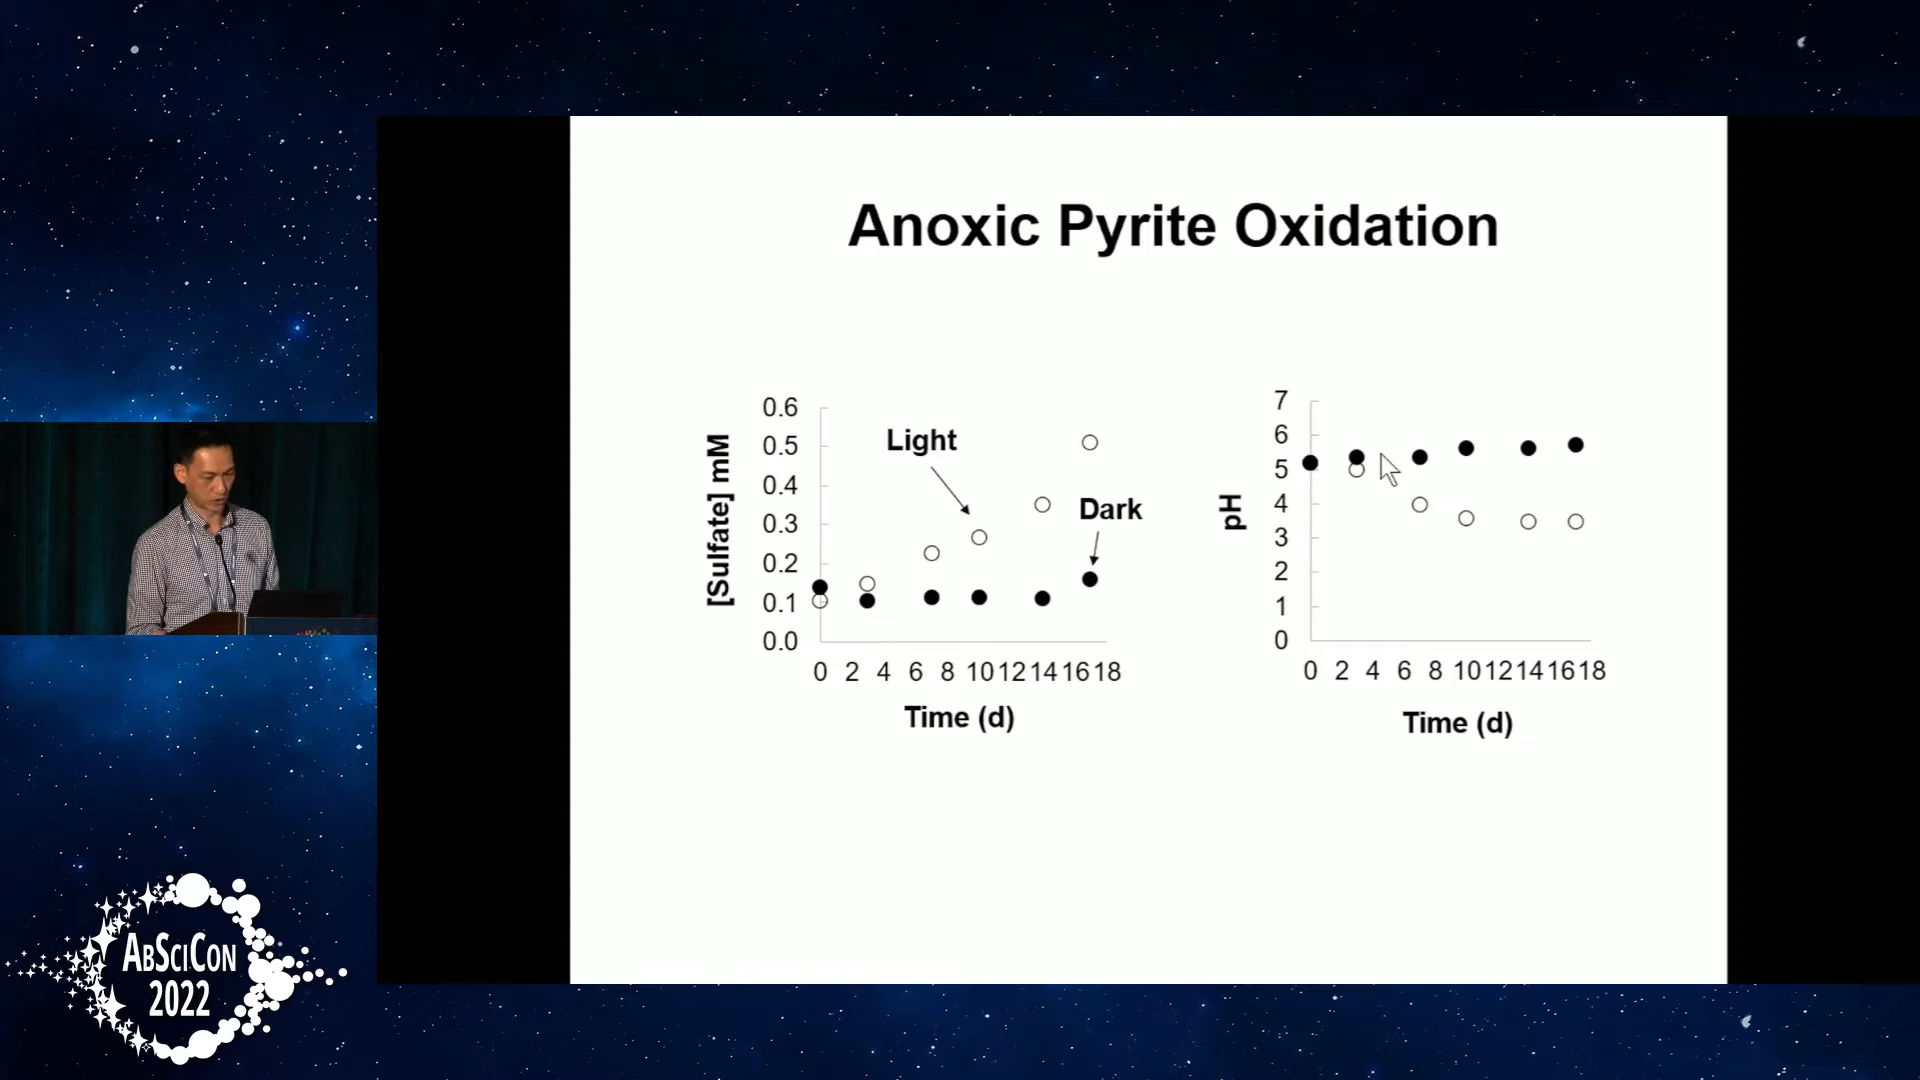 Anoxic Pyrite Oxidation
[Sulfate] mM
0.6
0.5
0.4
0.3
0.2
0.1
0.0
Light
Dark
0 2 4 6 8 10 12 14 16 18
Time (d)
pH
7
6
5
4
3
2
1
0
0 2 4 6 8 10 12 14 16 18
Time (d)
ABSCICON
2022